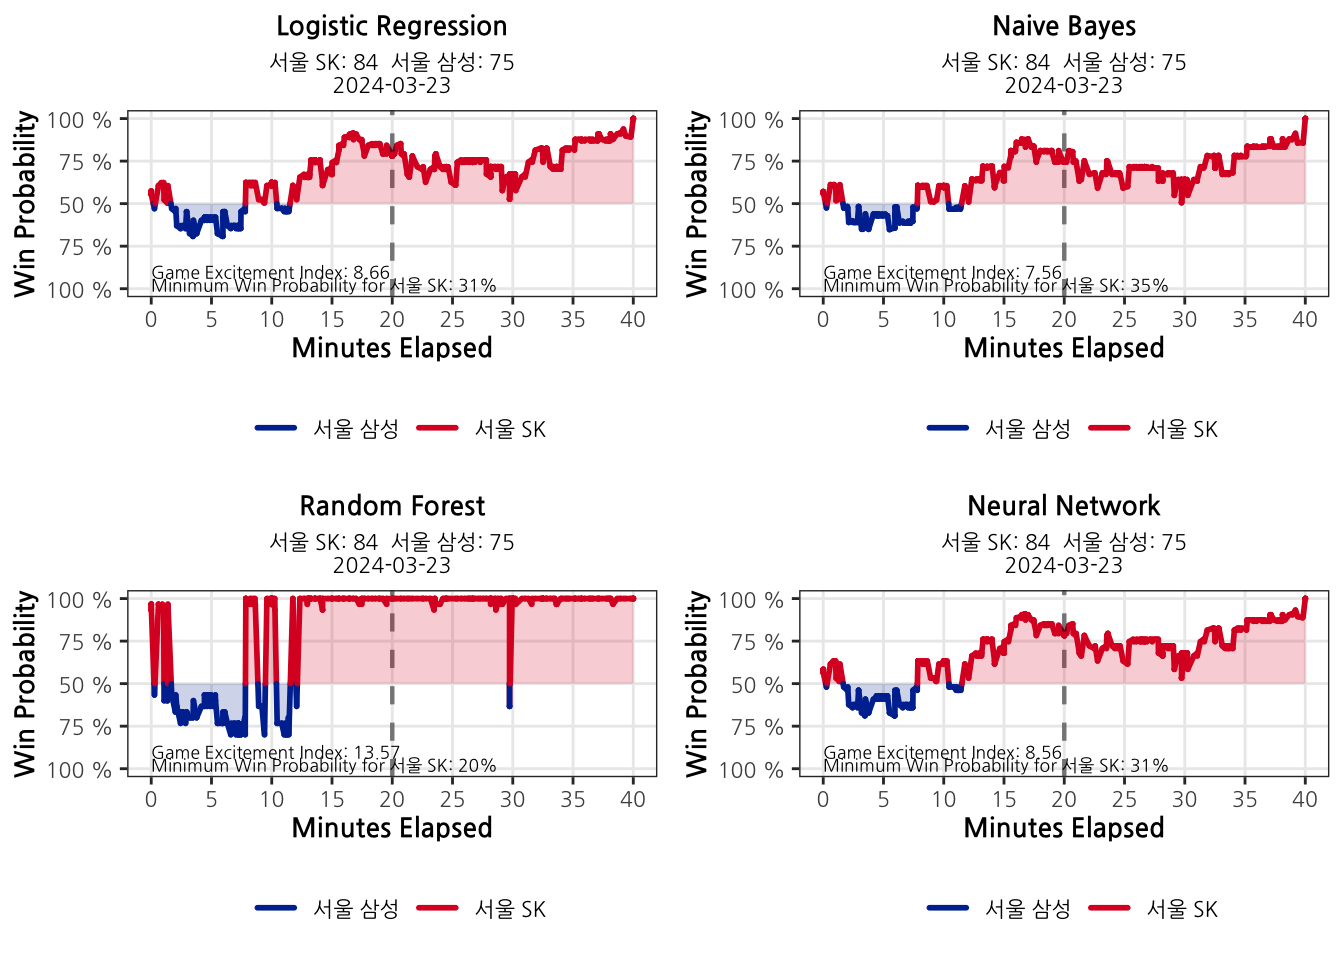 Logistic Regression
서울 SK: 84  서울 삼성: 75
2024-03-23
Win Probability
100 %
75 %
50 %
75 %
100 %
Game Excitement Index: 8.66
Minimum Win Probability for 서울 SK: 31%
0 5 10 15 20 25 30 35 40
Minutes Elapsed
서울 삼성 서울 SK
Naive Bayes
서울 SK: 84  서울 삼성: 75
2024-03-23
Win Probability
100 %
75 %
50 %
75 %
100 %
Game Excitement Index: 7.56
Minimum Win Probability for 서울 SK: 35%
0 5 10 15 20 25 30 35 40
Minutes Elapsed
서울 삼성 서울 SK
Random Forest
서울 SK: 84  서울 삼성: 75
2024-03-23
Win Probability
100 %
75 %
50 %
75 %
100 %
Game Excitement Index: 13.57
Minimum Win Probability for 서울 SK: 20%
0 5 10 15 20 25 30 35 40
Minutes Elapsed
서울 삼성 서울 SK
Neural Network
서울 SK: 84  서울 삼성: 75
2024-03-23
Win Probability
100 %
75 %
50 %
75 %
100 %
Game Excitement Index: 8.56
Minimum Win Probability for 서울 SK: 31%
0 5 10 15 20 25 30 35 40
Minutes Elapsed
서울 삼성 서울 SK